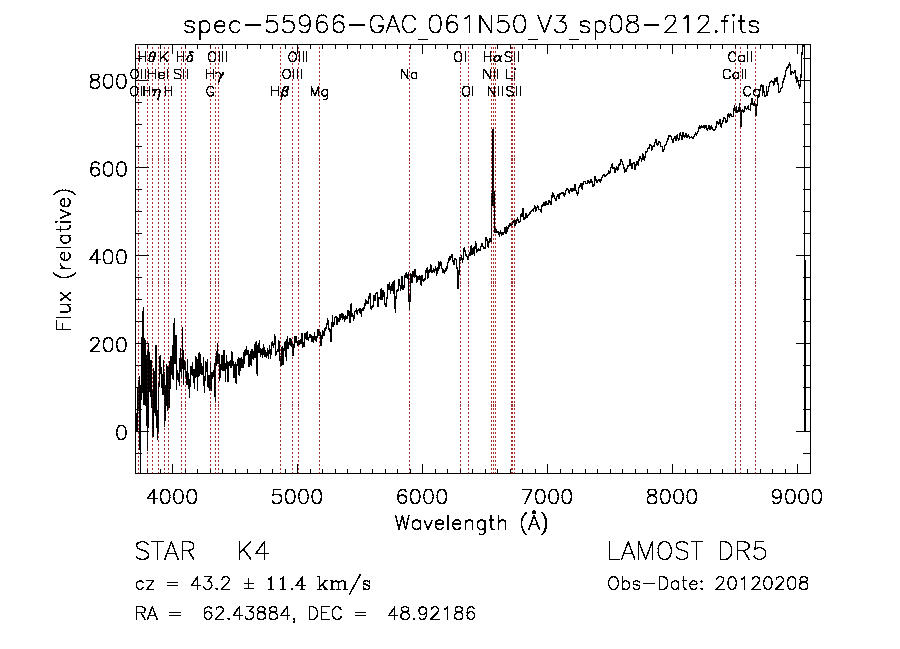 spec-55966-GAC_061N50_V3_sp08-212.fits
Hθ K Hδ OIII OIII OI Hα SII CaII
OII HeI SII Hγ OIII Na NII Li CaII
OII Hη H G Hβ Mg OI NII SII CaII
800
600
400
200
0
Flux (relative)
4000 5000 6000 7000 8000 9000
Wavelength (Å)
STAR K4 LAMOST DR5
cz = 43.2 ± 11.4 km/s Obs-Date: 20120208
RA = 62.43884, DEC = 48.92186